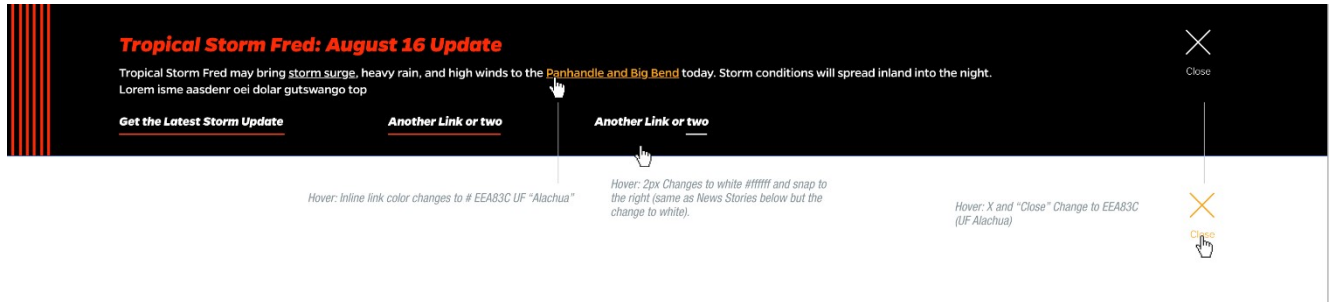 Tropical Storm Fred: August 16 Update
Close
Tropical Storm Fred may bring storm surge, heavy rain, and high winds to the Panhandle and Big Bend today. Storm conditions will spread inland into the night.
Lorem isme aasdenr oei dolar gutswango top
Get the Latest Storm Update
Another Link or two
Another Link or two
Hover: Inline link color changes to # EEA83C UF “Alachua”
Hover: 2px Changes to white #ffffff and snap to
the right (same as News Stories below but the
change to white).
Hover: X and “Close” Change to EEA83C
(UF Alachua)
Close